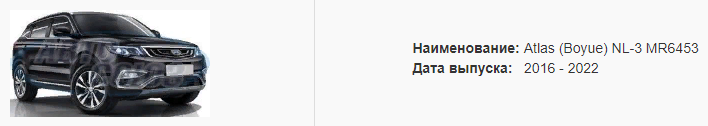 Наименование: Atlas (Boyue) NL-3 MR6453
Дата выпуска: 2016 - 2022